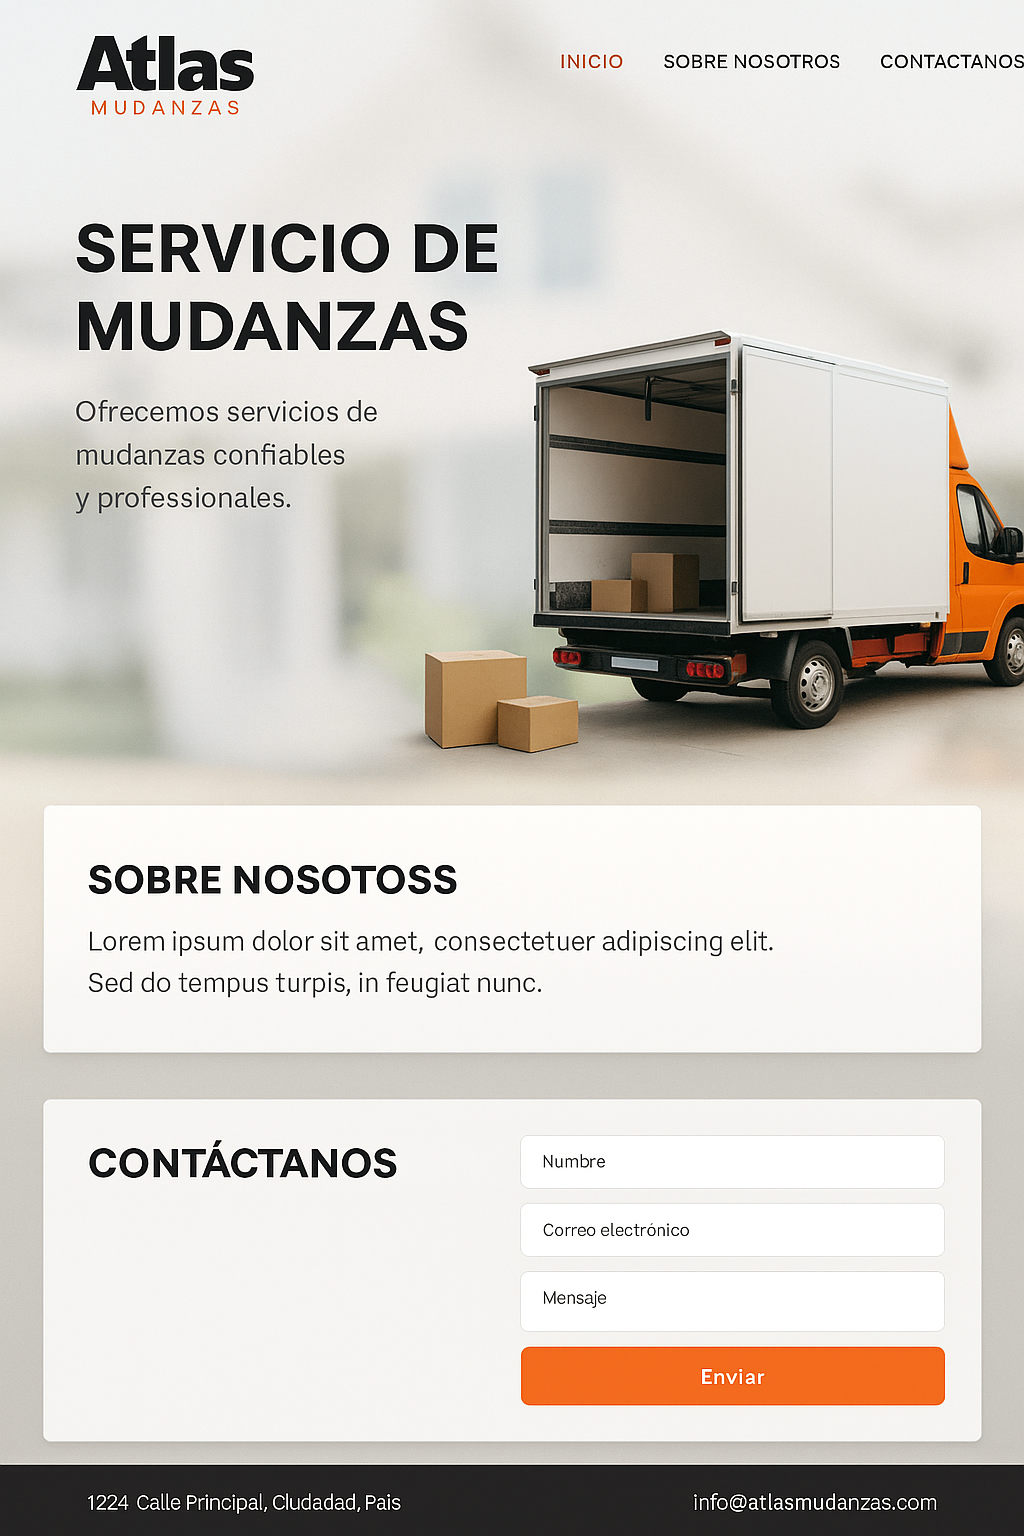 Atlas
MUDANZAS
INICIO SOBRE NOSOTROS CONTACTANOS
SERVICIO DE
MUDANZAS
Ofrecemos servicios de
mudanzas confiables
y professionales.
SOBRE NOSOTOSS
Lorem ipsum dolor sit amet, consectetuer adipiscing elit.
Sed do tempus turpis, in feugiat nunc.
CONTÁCTANOS
Numbre
Correo electrónico
Mensaje
Enviar
1224 Calle Principal, Cludadad, Pais
info@atlasmudanzas.com